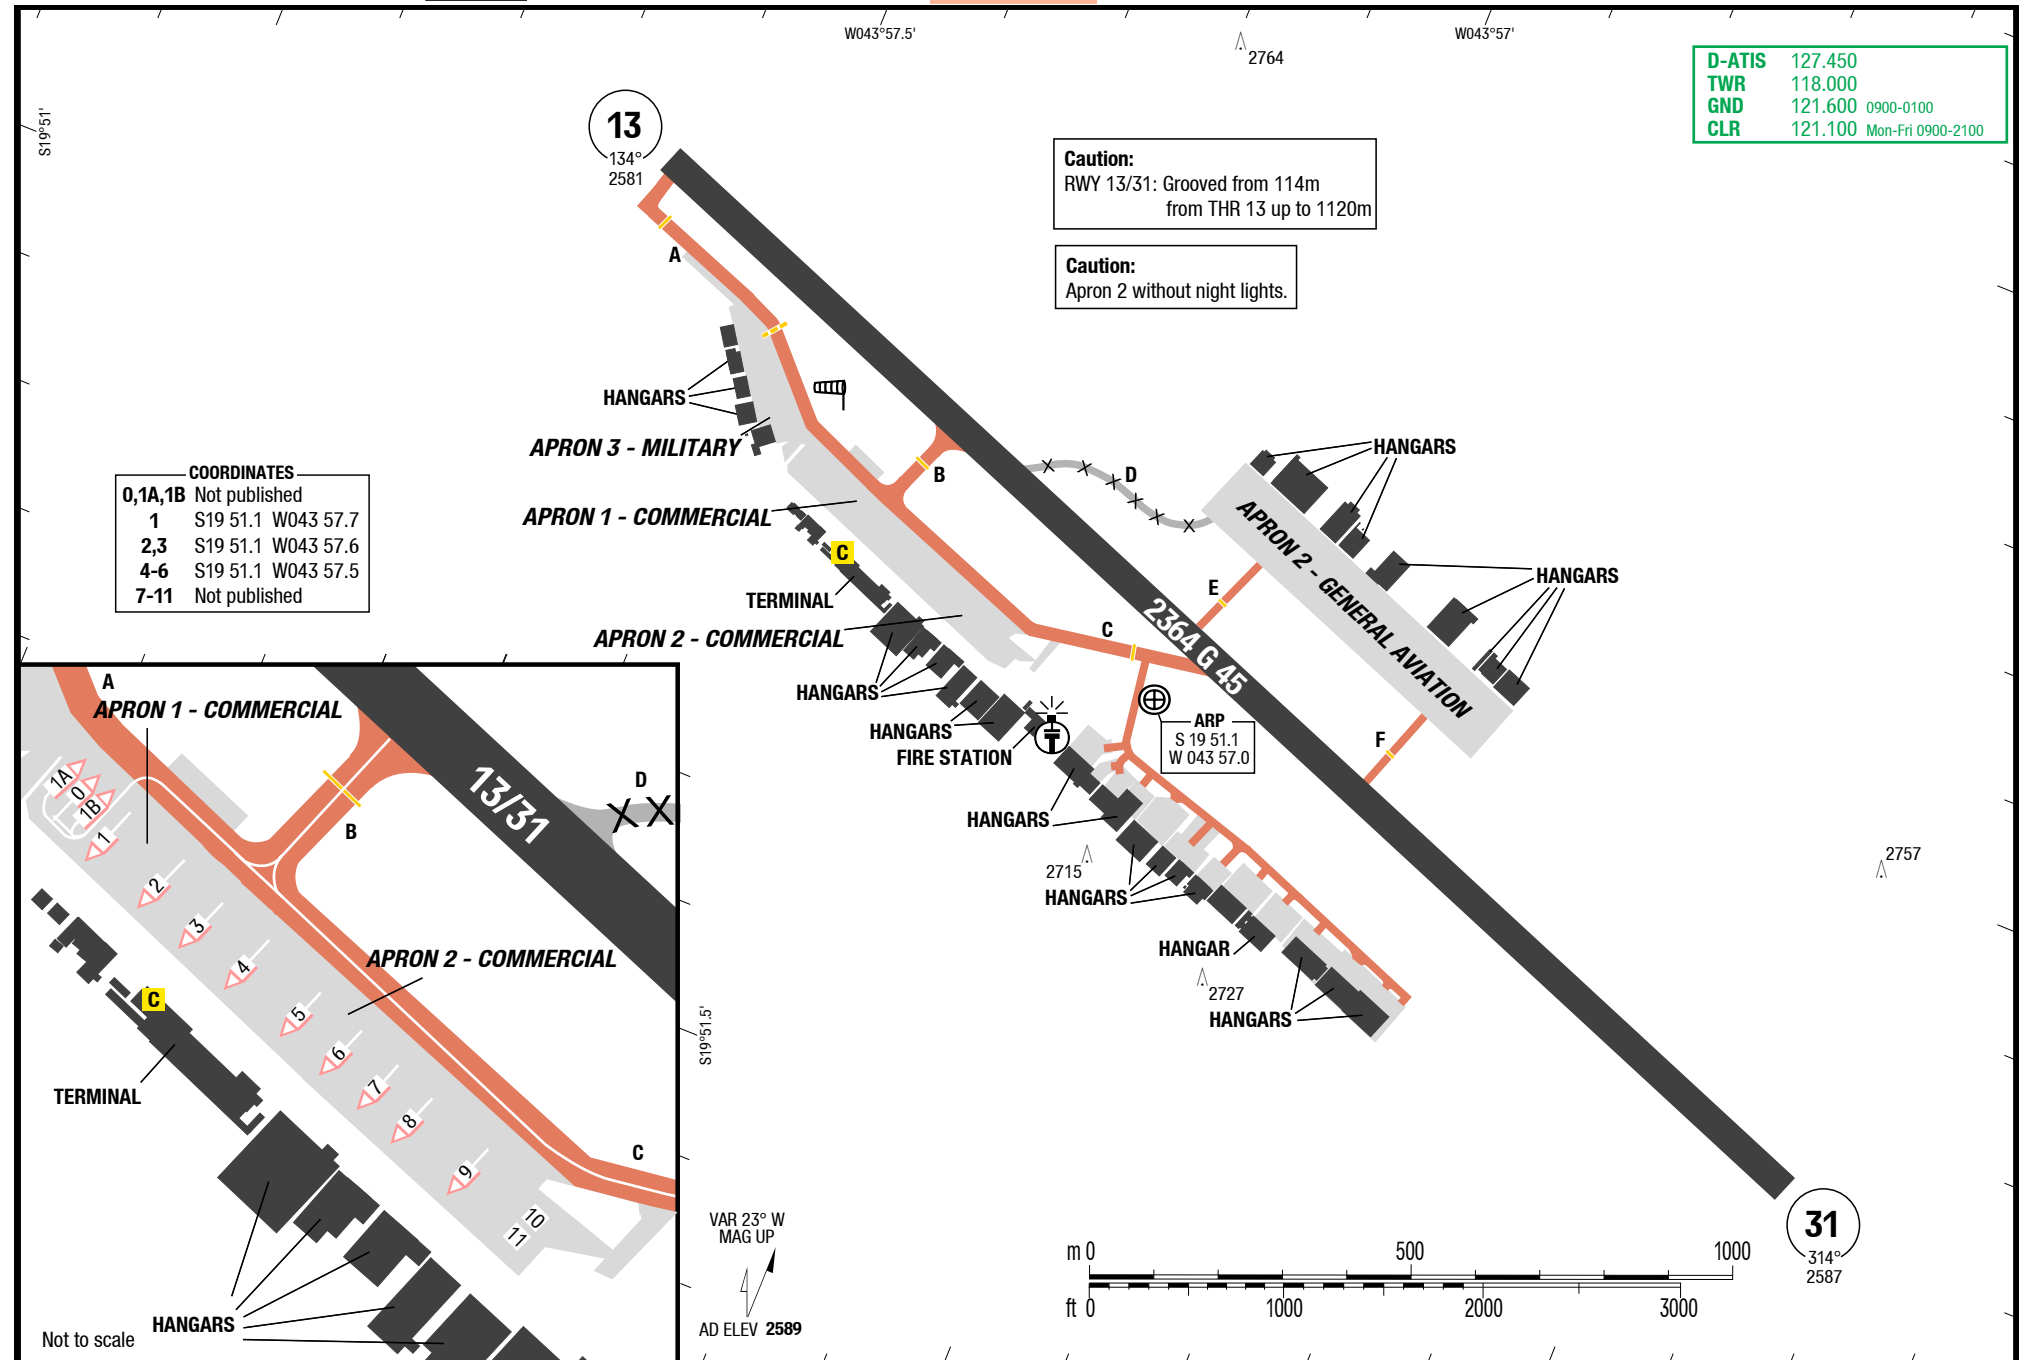 W043°57.5'
W043°57'
2764
D-ATIS 127.450
TWR 118.000
GND 121.600 0900-0100
CLR 121.100 Mon-Fri 0900-2100
S19°51'
13
134°
2581
Caution:
RWY 13/31: Grooved from 114m
from THR 13 up to 1120m
Caution:
Apron 2 without night lights.
A
HANGARS
APRON 3 - MILITARY
B
D
HANGARS
COORDINATES
0,1A,1B Not published
1 S19 51.1 W043 57.7
2,3 S19 51.1 W043 57.6
4-6 S19 51.1 W043 57.5
7-11 Not published
APRON 1 - COMMERCIAL
C
TERMINAL
APRON 2 - COMMERCIAL
C
E
2364 G 45
APRON 2 - GENERAL AVIATION
HANGARS
HANGARS
HANGARS
FIRE STATION
ARP
S 19 51.1
W 043 57.0
F
HANGARS
2715
2757
HANGARS
HANGAR
2727
HANGARS
S19°51.5'
A
APRON 1 - COMMERCIAL
13/31
D
B
1A
0
1B
1
2
3
4
5
6
7
8
9
10
11
APRON 2 - COMMERCIAL
C
TERMINAL
C
HANGARS
Not to scale
VAR 23° W
MAG UP
AD ELEV 2589
m 0 500 1000
ft 0 1000 2000 3000
31
314°
2587